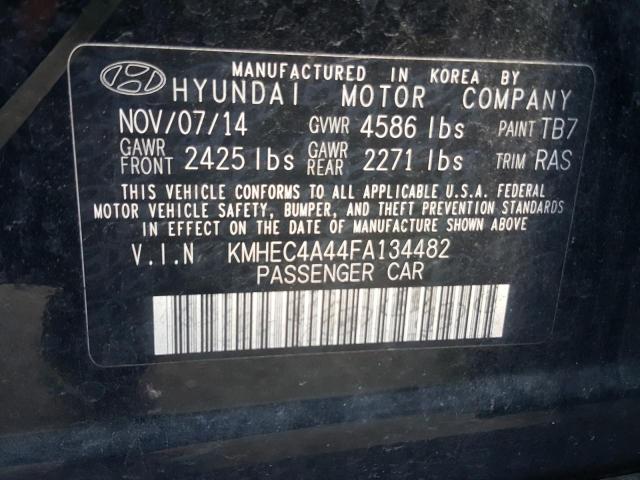 MANUFACTURED IN KOREA BY
HYUNDAI MOTOR COMPANY
NOV/07/14 GVWR 4586 lbs PAINT TB7
GAWR FRONT 2425 lbs GAWR REAR 2271 lbs TRIM RAS
THIS VEHICLE CONFORMS TO ALL APPLICABLE U.S.A. FEDERAL
MOTOR VEHICLE SAFETY, BUMPER, AND THEFT PREVENTION STANDARDS
IN EFFECT ON THE DATE OF MANUFACTURE SHOWN ABOVE
V.I.N KMHEC4A44FA134482
PASSENGER CAR